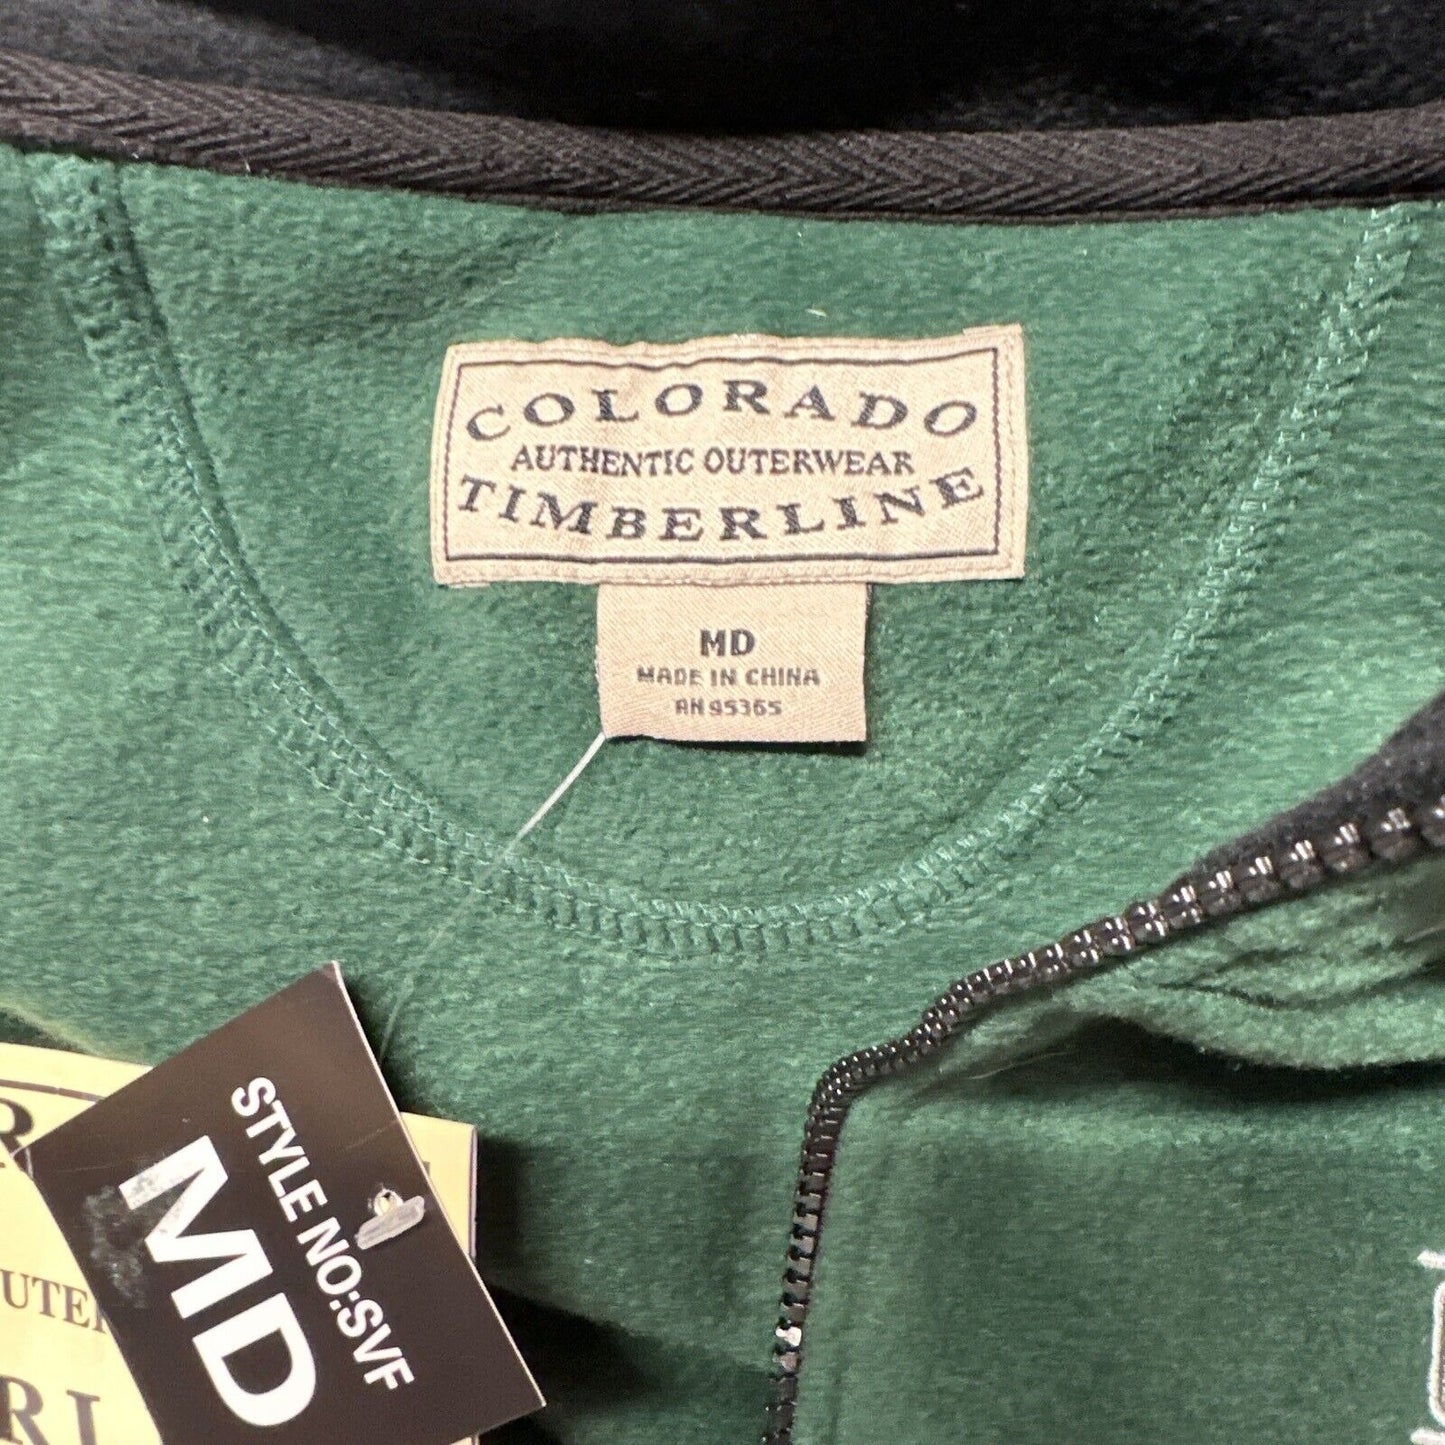 COLORADO
AUTHENTIC OUTERWEAR
TIMBERLINE
MD
MADE IN CHINA
RN 95365
STYLE NO:SVF
MD